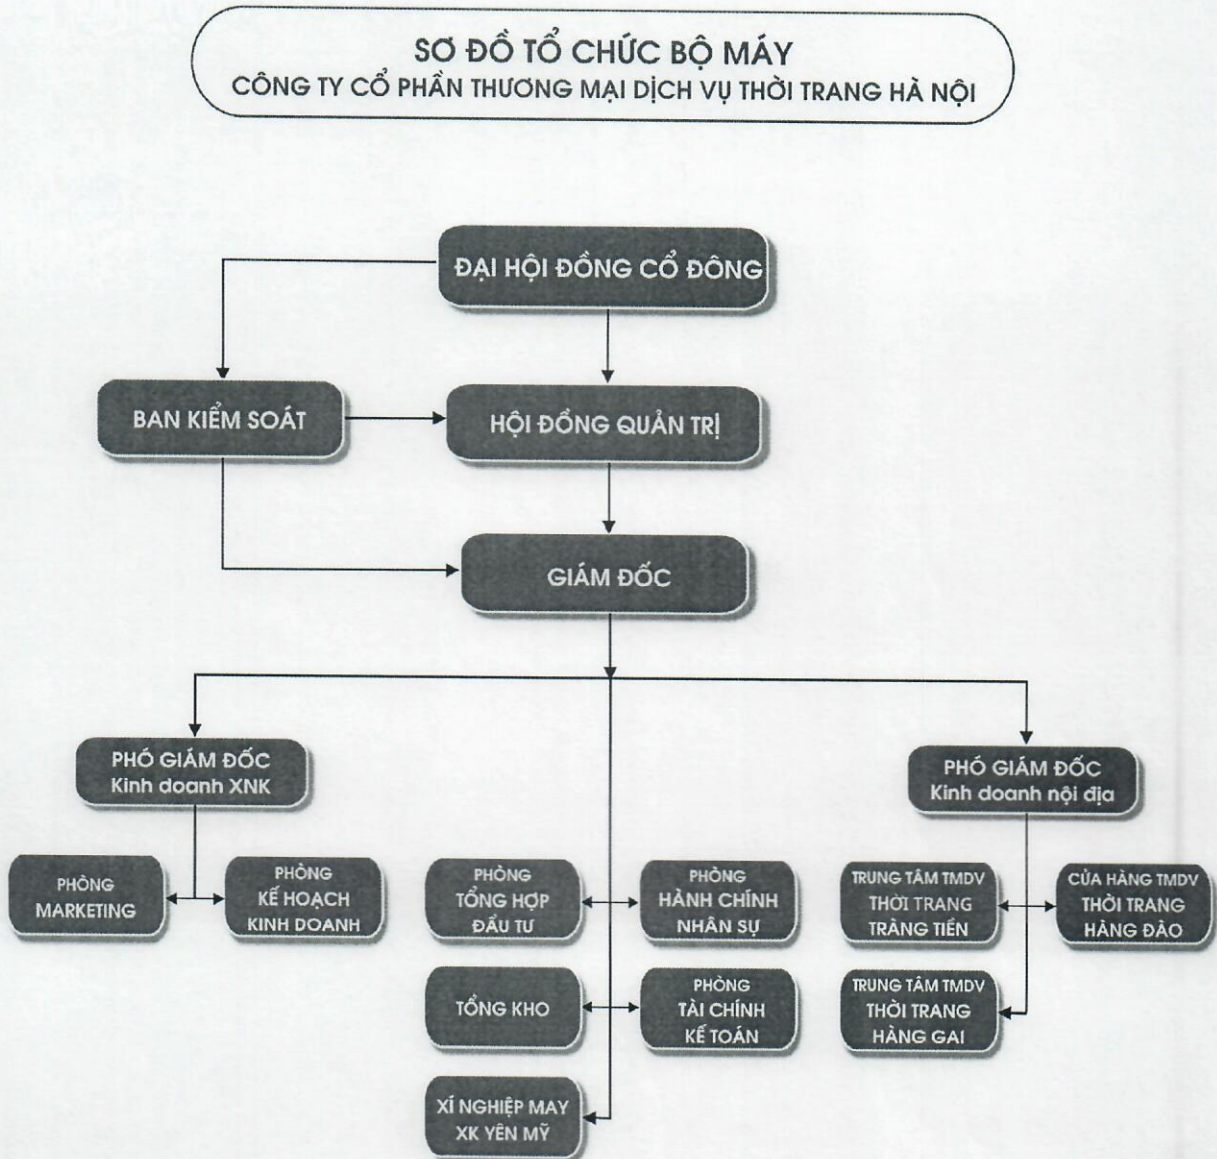 SƠ ĐỒ TỔ CHỨC BỘ MÁY
CÔNG TY CỔ PHẦN THƯƠNG MẠI DỊCH VỤ THỜI TRANG HÀ NỘI
ĐẠI HỘI ĐỒNG CỔ ĐÔNG
BAN KIỂM SOÁT
HỘI ĐỒNG QUẢN TRỊ
GIÁM ĐỐC
PHÓ GIÁM ĐỐC
Kinh doanh XNK
PHÓ GIÁM ĐỐC
Kinh doanh nội địa
PHÒNG
MARKETING
PHÒNG
KẾ HOẠCH
KINH DOANH
PHÒNG
TỔNG HỢP
ĐẦU TƯ
PHÒNG
HÀNH CHÍNH
NHÂN SỰ
TRUNG TÂM TMDV
THỜI TRANG
TRÀNG TIỀN
CỬA HÀNG TMDV
THỜI TRANG
HÀNG ĐÀO
TỔNG KHO
PHÒNG
TÀI CHÍNH
KẾ TOÁN
TRUNG TÂM TMDV
THỜI TRANG
HÀNG GAI
XÍ NGHIỆP MAY
XK YÊN MỸ